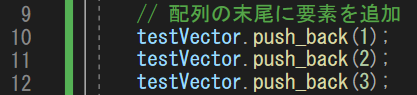 9 // 配列の末尾に要素を追加
10 testVector.push_back(1);
11 testVector.push_back(2);
12 testVector.push_back(3);